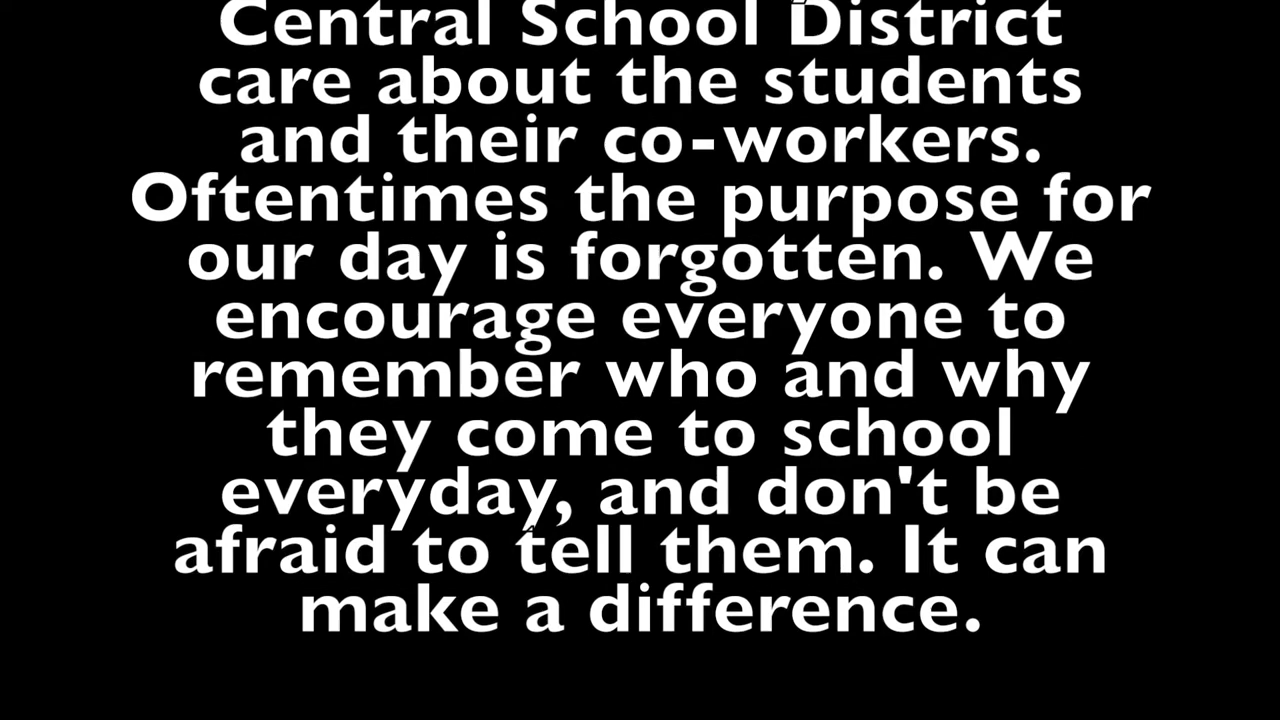 Central School District
care about the students
and their co-workers.
Oftentimes the purpose for
our day is forgotten. We
encourage everyone to
remember who and why
they come to school
everyday, and don't be
afraid to tell them. It can
make a difference.